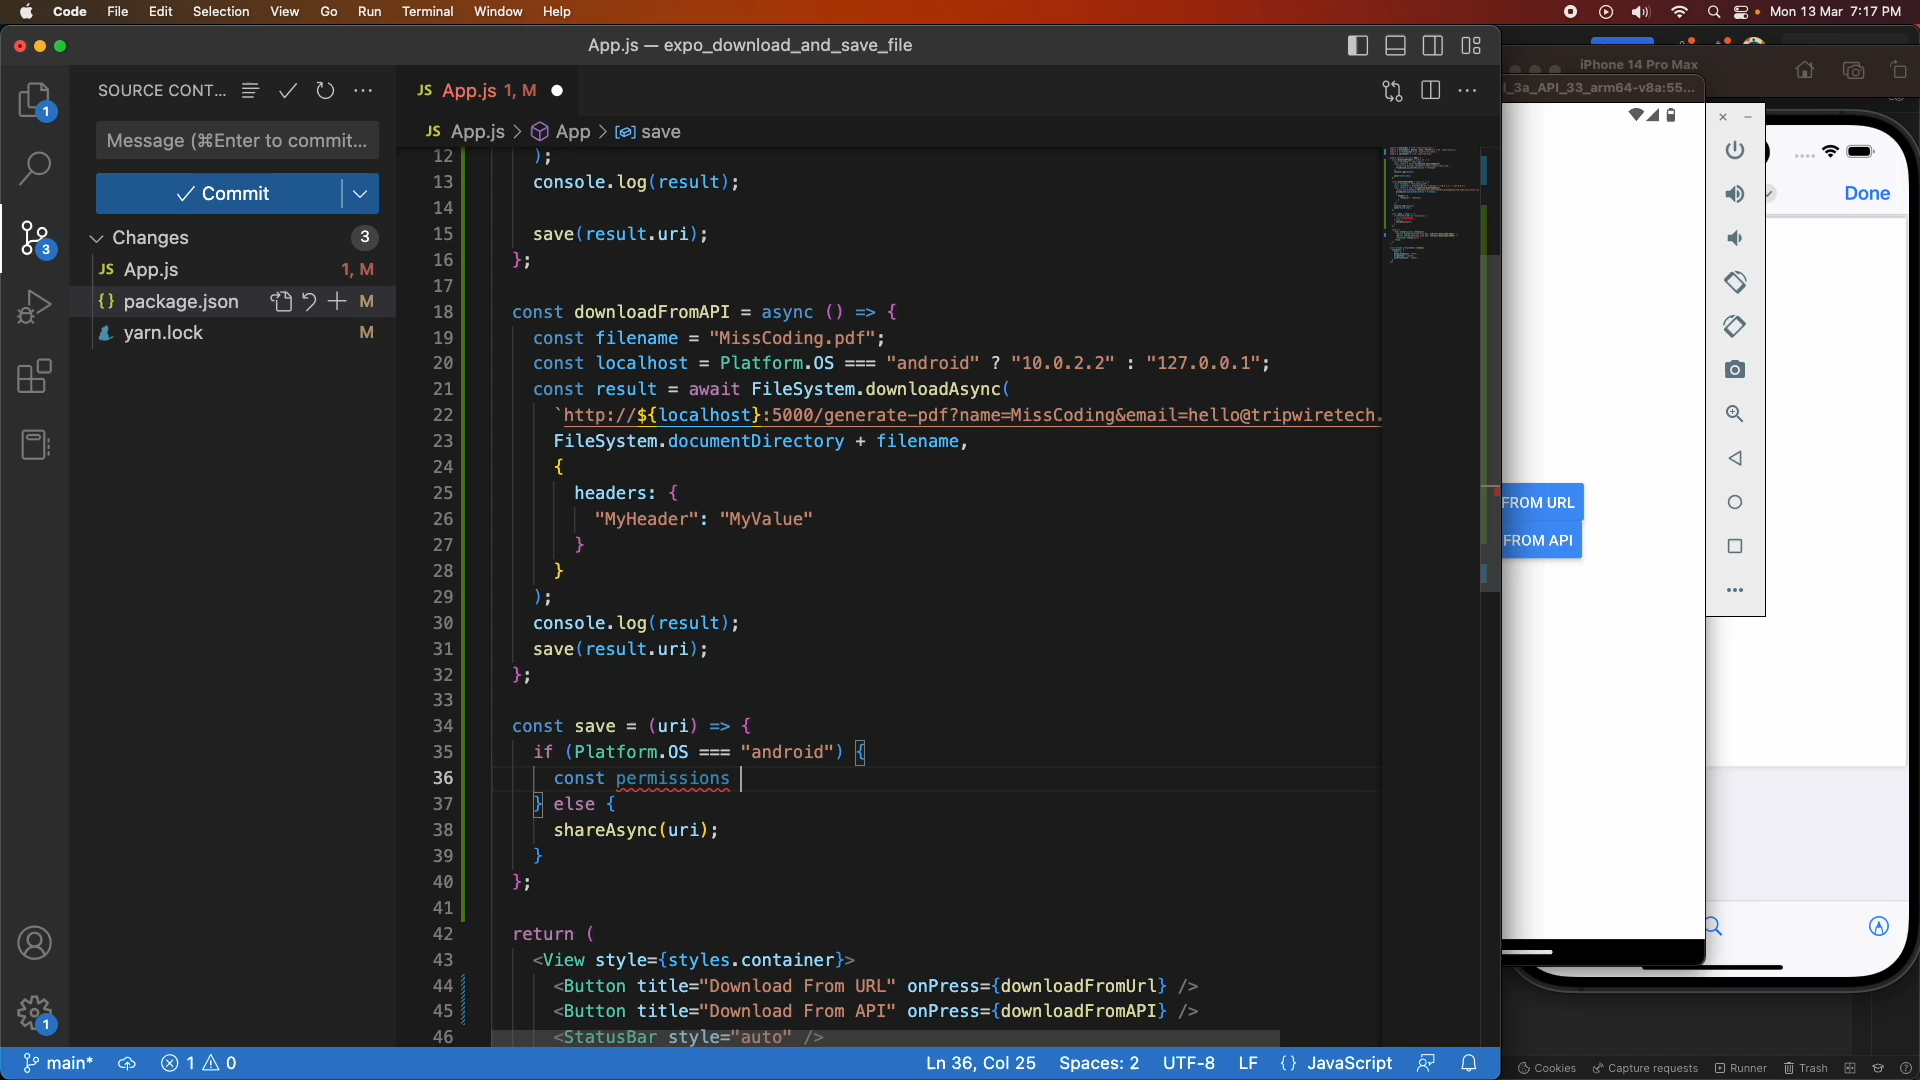 Code File Edit Selection View Go Run Terminal Window Help
Mon 13 Mar 7:17 PM
App.js — expo_download_and_save_file
iPhone 14 Pro Max
l_3a_API_33_arm64-v8a:55...
SOURCE CONT...
JS App.js 1, M
Message (⌘Enter to commit...
JS App.js > App > save
Commit
Changes 3
JS App.js 1, M
{} package.json M
yarn.lock M
1
3
1
12 );
13 console.log(result);
14
15 save(result.uri);
16 };
17
18 const downloadFromAPI = async () => {
19 const filename = "MissCoding.pdf";
20 const localhost = Platform.OS === "android" ? "10.0.2.2" : "127.0.0.1";
21 const result = await FileSystem.downloadAsync(
22 `http://${localhost}:5000/generate-pdf?name=MissCoding&email=hello@tripwiretech.
23 FileSystem.documentDirectory + filename,
24 {
25 headers: {
26 "MyHeader": "MyValue"
27 }
28 }
29 );
30 console.log(result);
31 save(result.uri);
32 };
33
34 const save = (uri) => {
35 if (Platform.OS === "android") {
36 const permissions
37 } else {
38 shareAsync(uri);
39 }
40 };
41
42 return (
43 <View style={styles.container}>
44 <Button title="Download From URL" onPress={downloadFromUrl} />
45 <Button title="Download From API" onPress={downloadFromAPI} />
46 <StatusBar style="auto" />
Done
FROM URL
FROM API
main* 1 0
Ln 36, Col 25 Spaces: 2 UTF-8 LF {} JavaScript
Cookies Capture requests Runner Trash